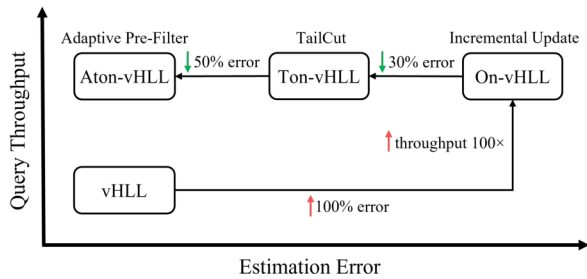 Adaptive Pre-Filter
TailCut
Incremental Update
Aton-vHLL
↓50% error
Ton-vHLL
↓30% error
On-vHLL
↑throughput 100×
vHLL
↑100% error
Query Throughput
Estimation Error